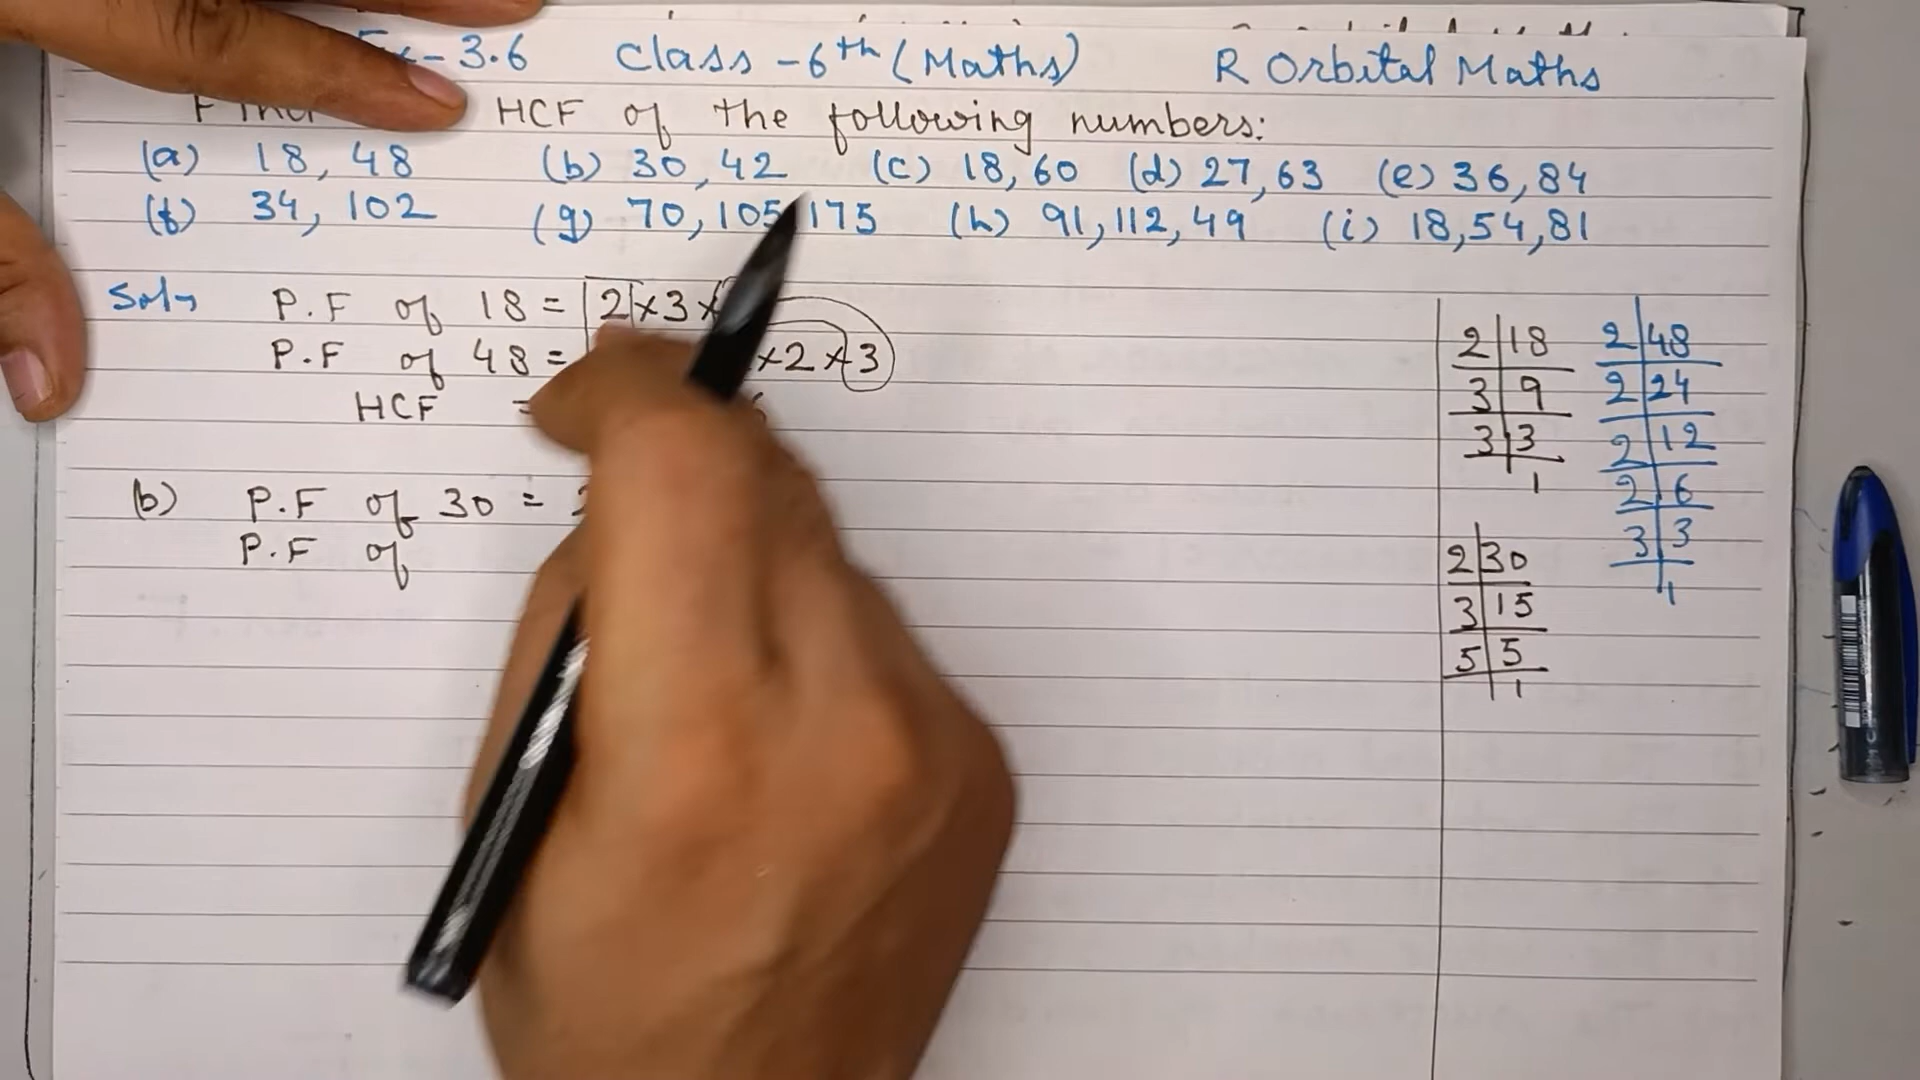 Ex-3.6 Class-6th (Maths) R Orbital Maths
HCF of the following numbers:
(a) 18, 48 (b) 30, 42 (c) 18, 60 (d) 27, 63 (e) 36, 84
(f) 34, 102 (g) 70, 105, 175 (h) 91, 112, 49 (i) 18, 54, 81
Soln P.F of 18 = 2 × 3 ×
P.F of 48 = × 2 × 3
HCF = 6
(b) P.F of 30 =
P.F of
2 18
3 9
3 3
1
2 48
2 24
2 12
2 6
3 3
1
2 30
3 15
5 5
1